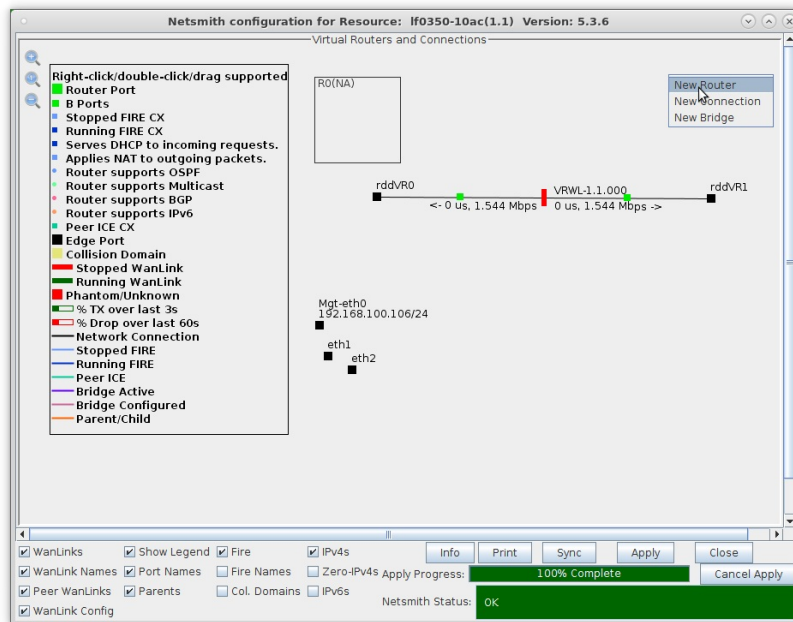 Netsmith configuration for Resource: lf0350-10ac(1.1) Version: 5.3.6
Virtual Routers and Connections
Right-click/double-click/drag supported
Router Port
B Ports
Stopped FIRE CX
Running FIRE CX
Serves DHCP to incoming requests.
Applies NAT to outgoing packets.
Router supports OSPF
Router supports Multicast
Router supports BGP
Router supports IPv6
Peer ICE CX
Edge Port
Collision Domain
Stopped WanLink
Running WanLink
Phantom/Unknown
% TX over last 3s
% Drop over last 60s
Network Connection
Stopped FIRE
Running FIRE
Peer ICE
Bridge Active
Bridge Configured
Parent/Child
R0(NA)
New Router
New Connection
New Bridge
rddVR0 VRWL-1.1.000 rddVR1
<- 0 us, 1.544 Mbps 0 us, 1.544 Mbps ->
Mgt-eth0
192.168.100.106/24
eth1
eth2
WanLinks Show Legend Fire IPv4s Info Print Sync Apply Close
WanLink Names Port Names Fire Names Zero-IPv4s Apply Progress: 100% Complete Cancel Apply
Peer WanLinks Parents Col. Domains IPv6s Netsmith Status: OK
WanLink Config